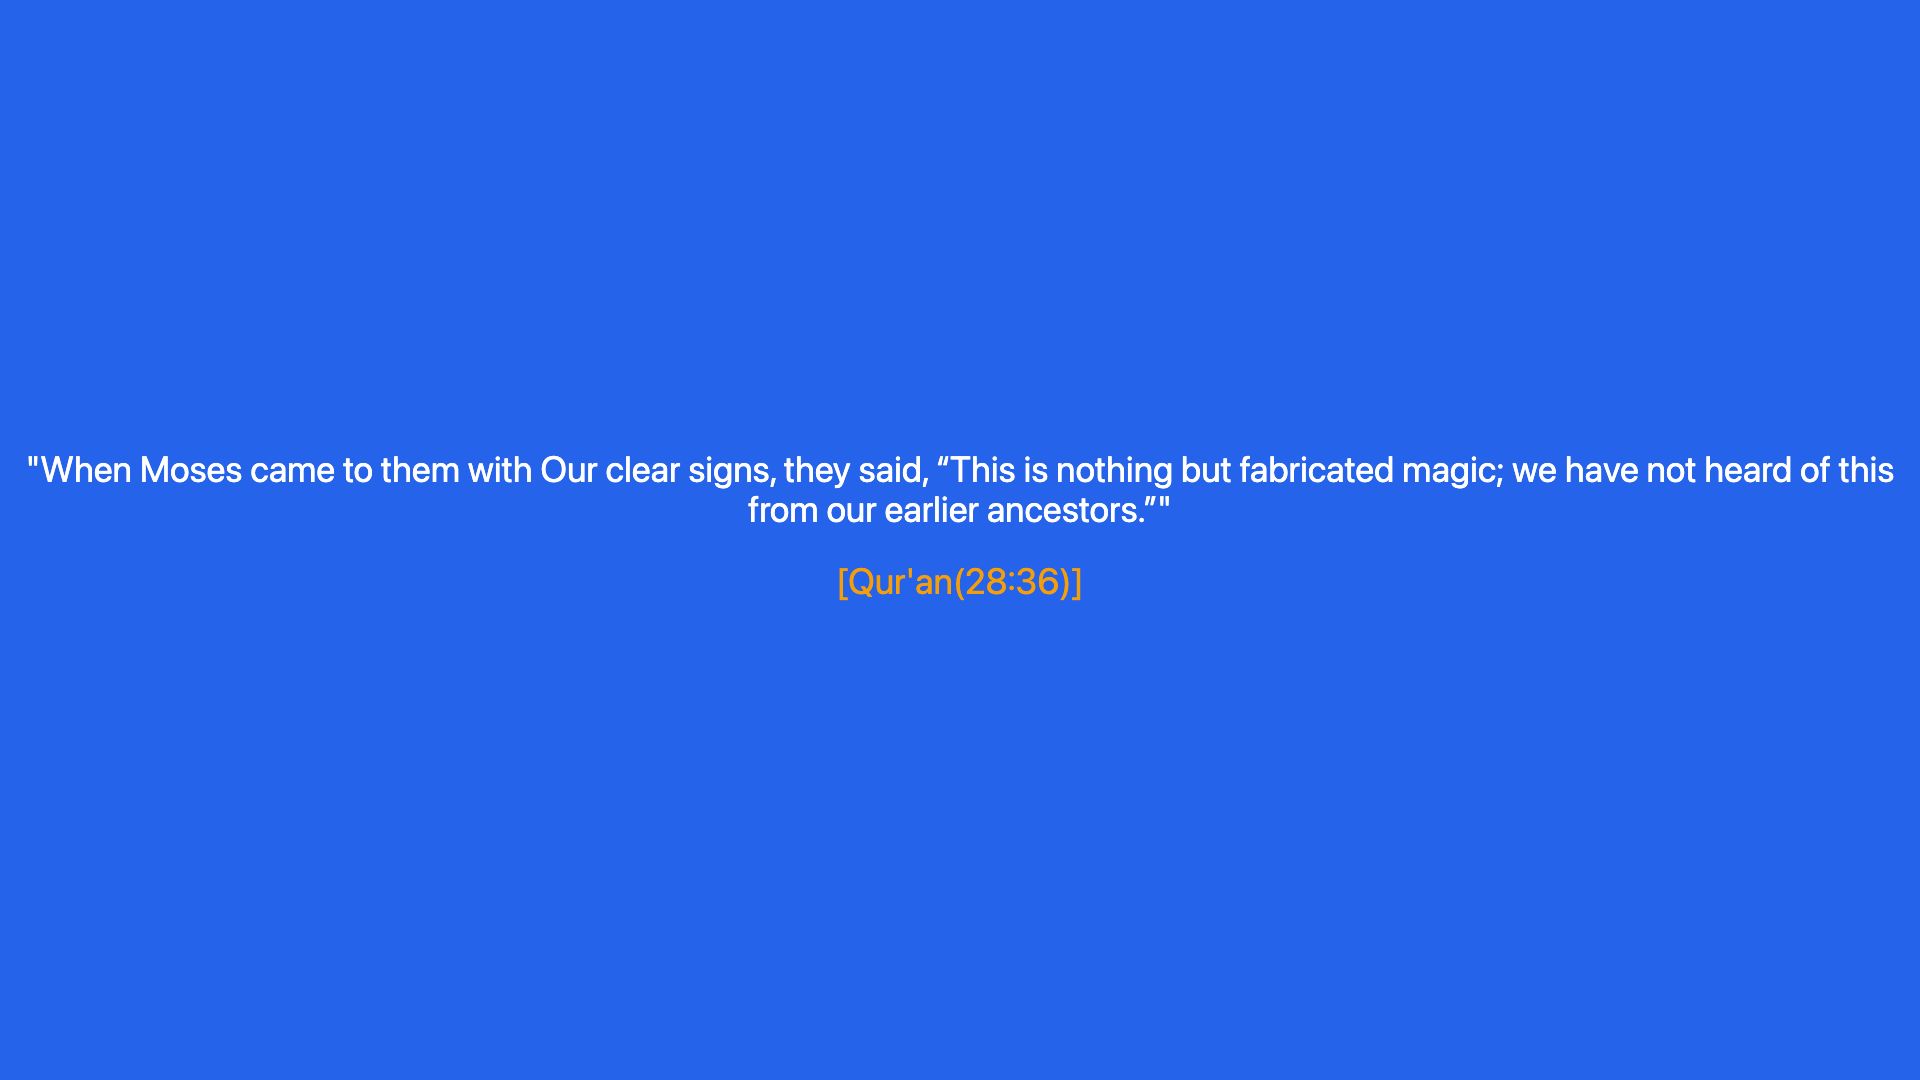 "When Moses came to them with Our clear signs, they said, “This is nothing but fabricated magic; we have not heard of this
from our earlier ancestors.”"
[Qur'an(28:36)]